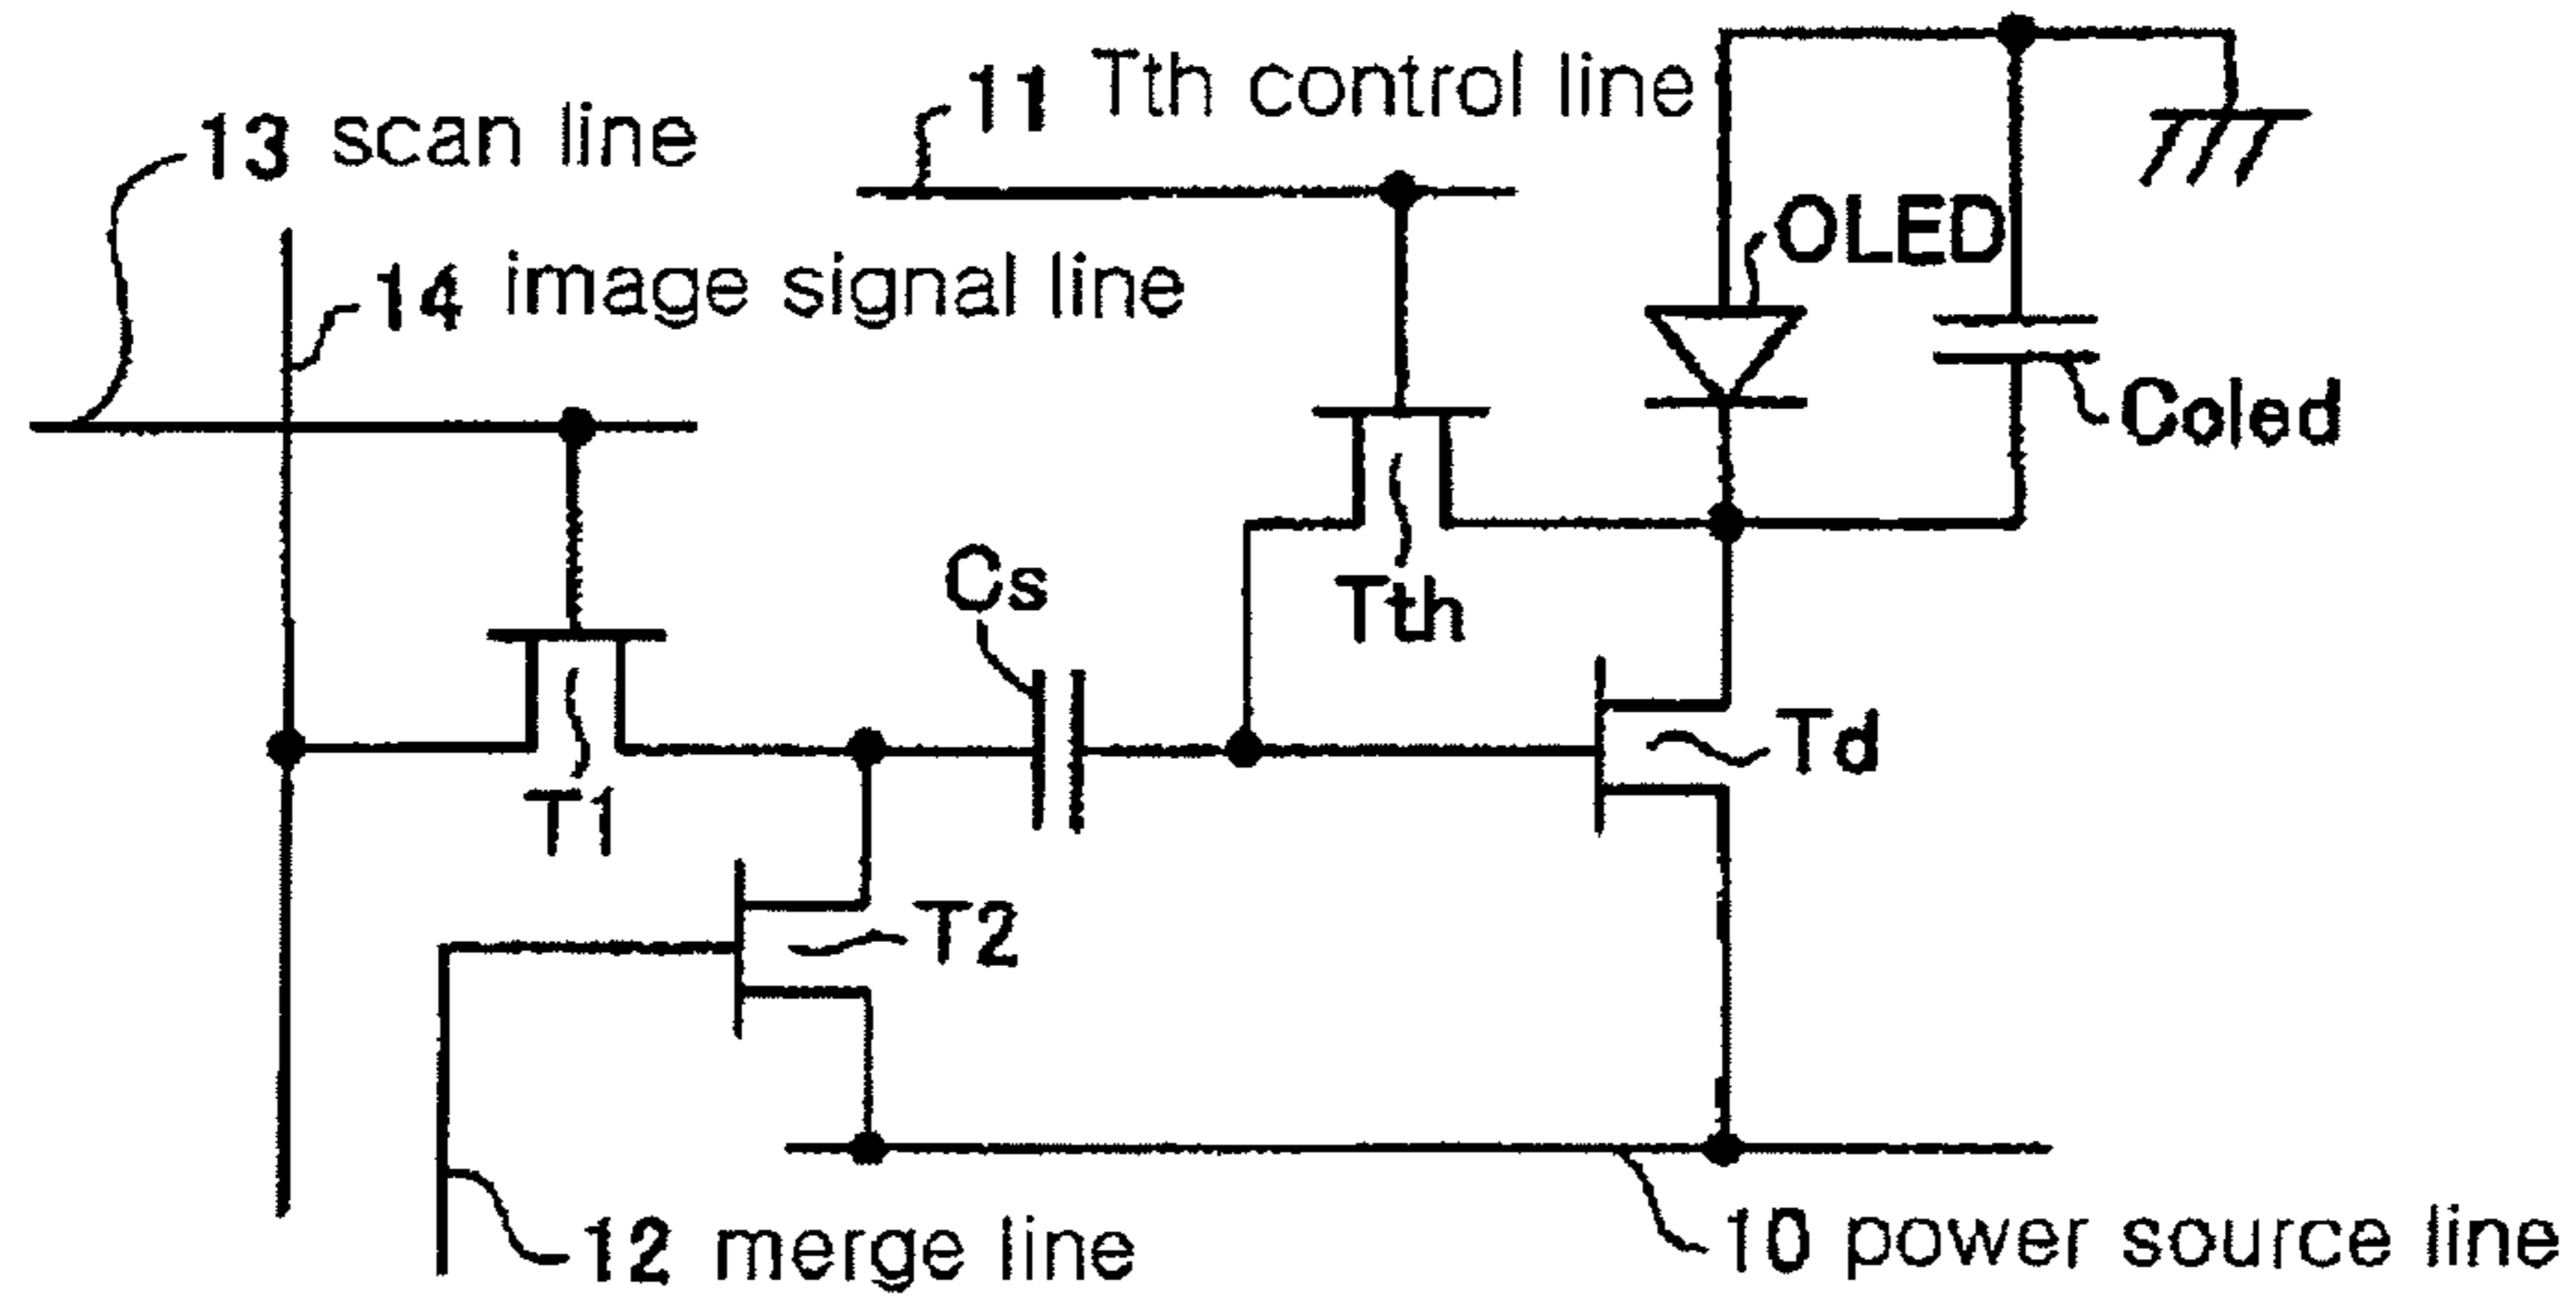 11 Tth control line
13 scan line
OLED
14 image signal line
Coled
Cs
Tth
Td
T1
T2
10 power source line
12 merge line